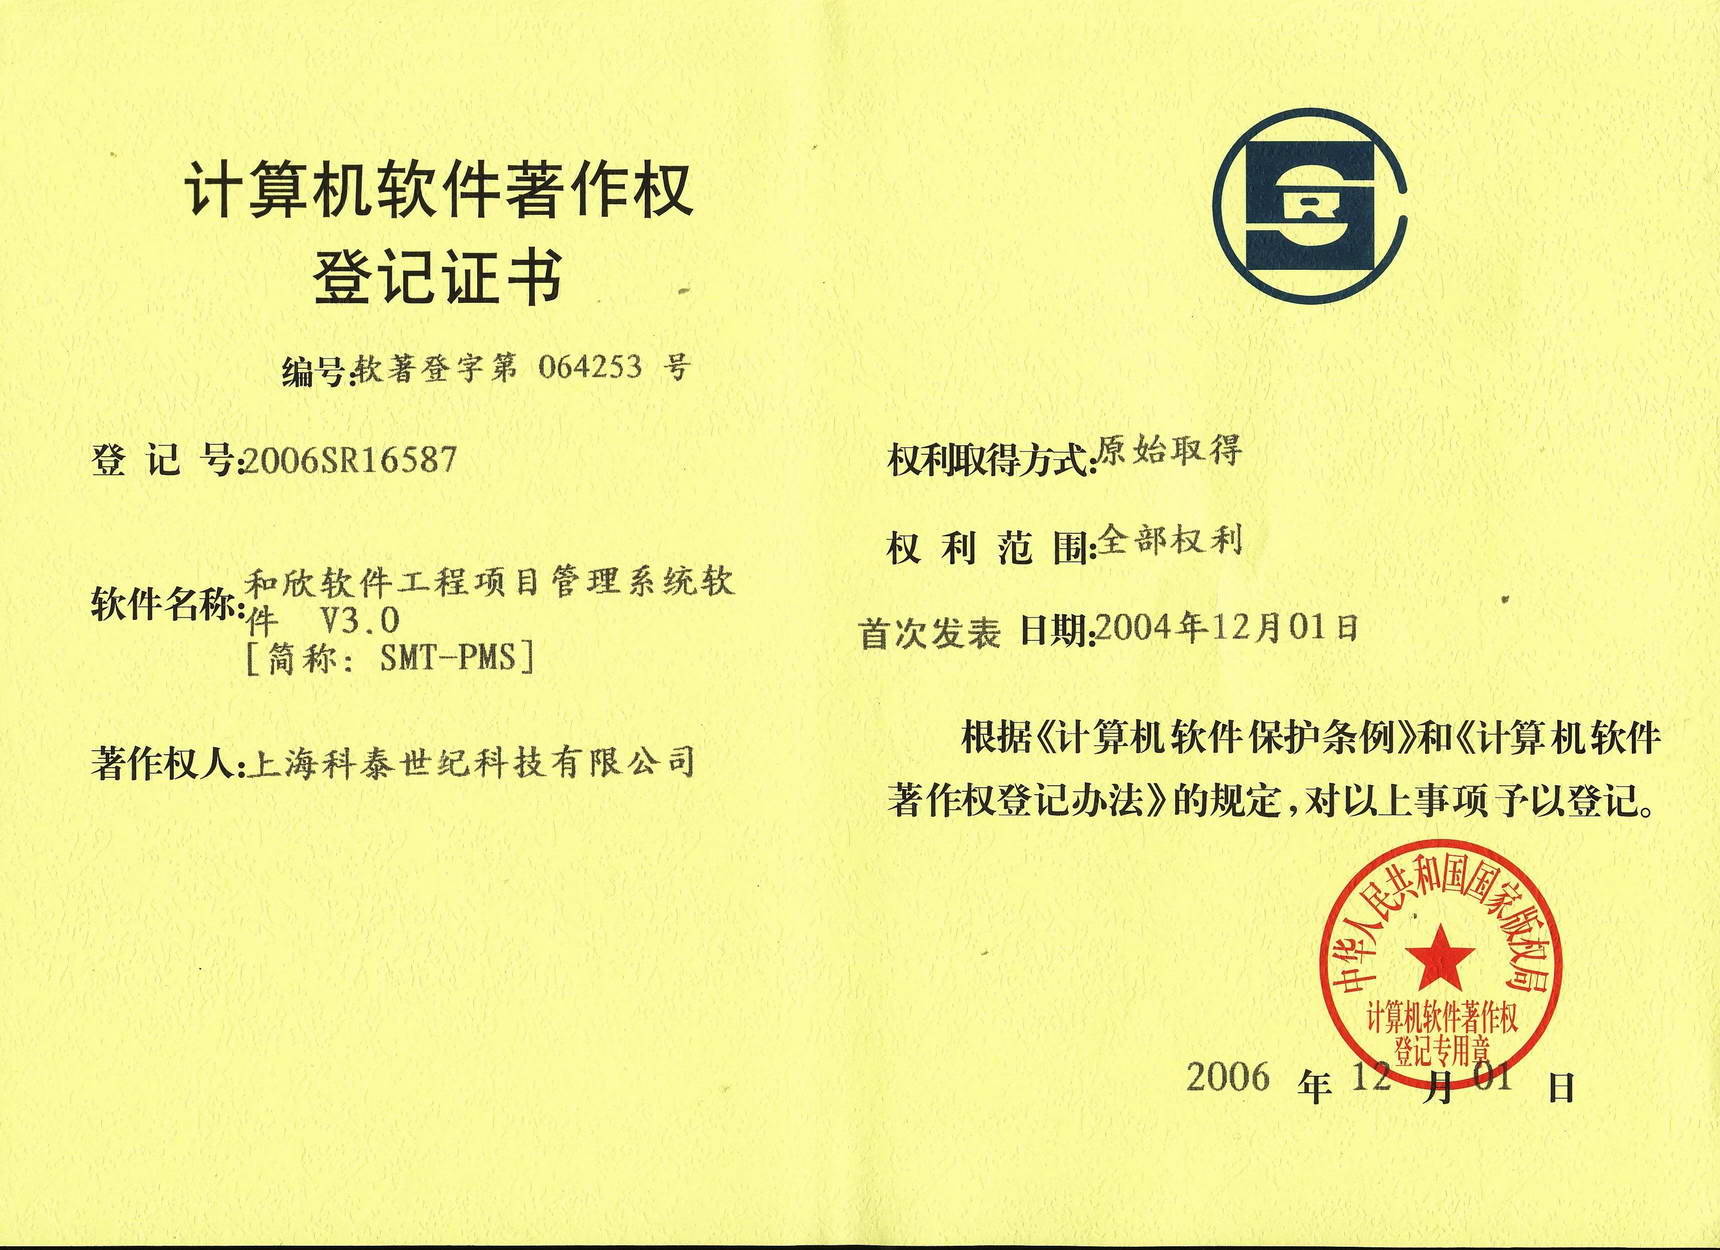 计算机软件著作权
登记证书
编号:软著登字第 064253 号
登 记 号:2006SR16587
软件名称:和欣软件工程项目管理系统软
件 V3.0
[简称: SMT-PMS]
著作权人:上海科泰世纪科技有限公司
SR
权利取得方式:原始取得
权 利 范 围:全部权利
首次发表 日期:2004年12月01日
根据《计算机软件保护条例》和《计算机软件
著作权登记办法》的规定,对以上事项予以登记。
中华人民共和国国家版权局
计算机软件著作权
登记专用章
2006 年 12 月 01 日